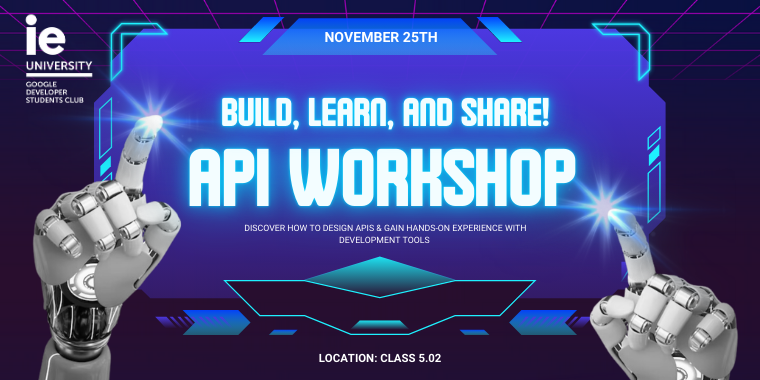 ie
UNIVERSITY
GOOGLE
DEVELOPER
STUDENTS CLUB
NOVEMBER 25TH
BUILD, LEARN, AND SHARE!
API WORKSHOP
DISCOVER HOW TO DESIGN APIS & GAIN HANDS-ON EXPERIENCE WITH
DEVELOPMENT TOOLS
LOCATION: CLASS 5.02